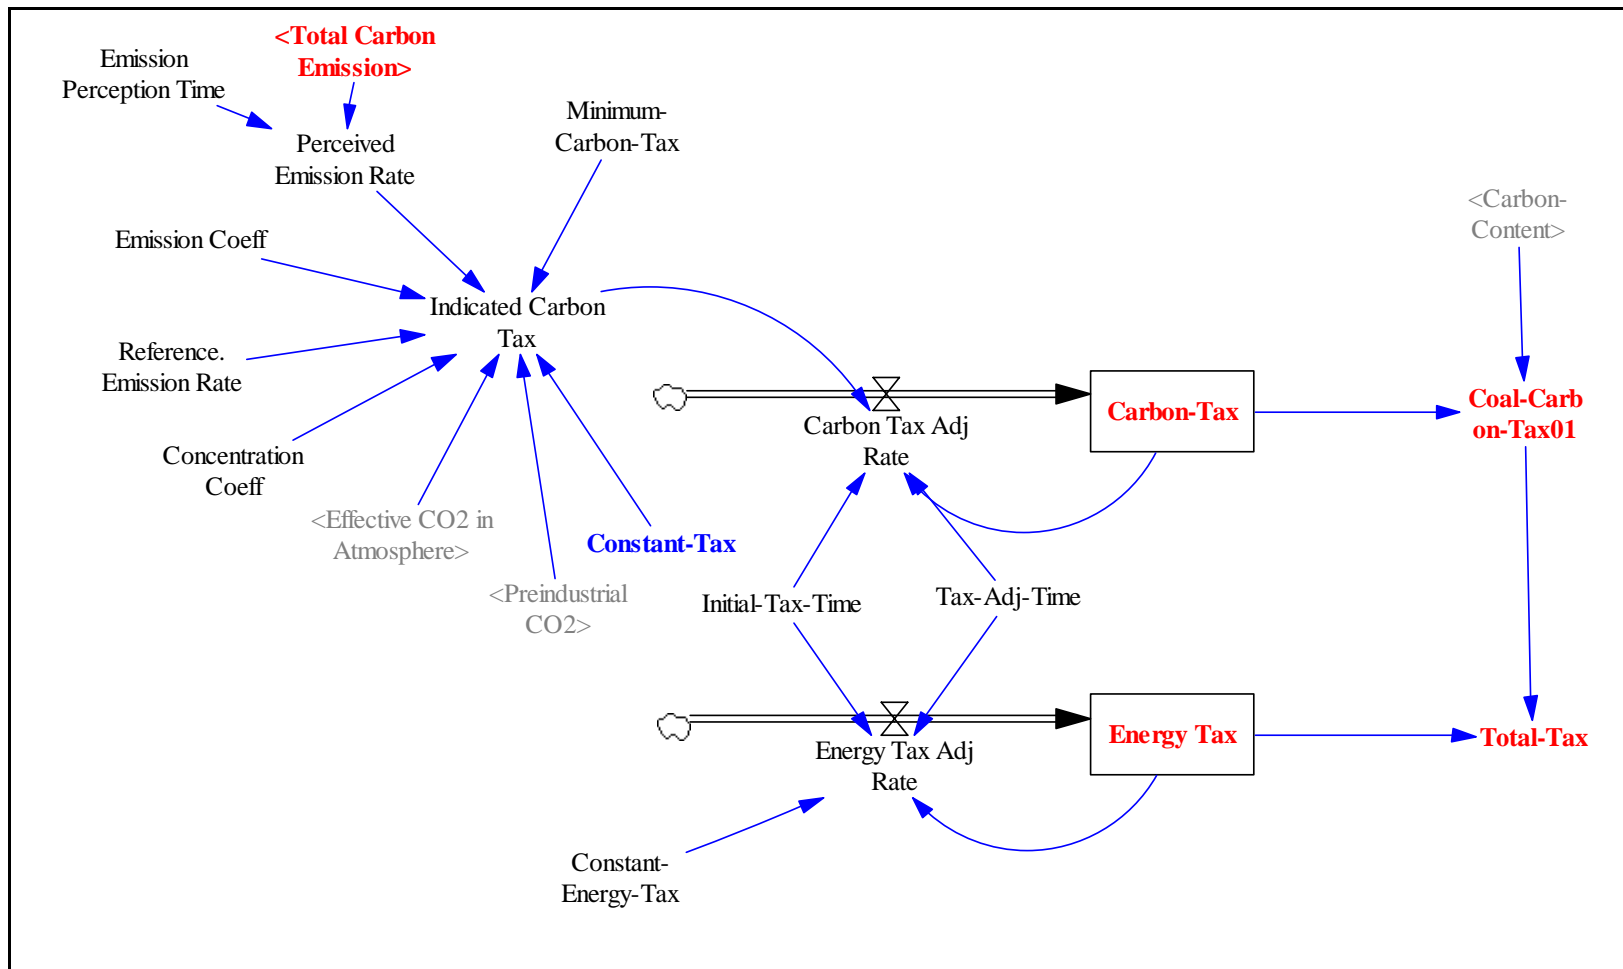 <Total Carbon
Emission>
Emission
Perception Time
Minimum-
Carbon-Tax
Perceived
Emission Rate
<Carbon-
Content>
Emission Coeff
Indicated Carbon
Tax
Reference.
Emission Rate
Carbon-Tax
Coal-Carb
on-Tax01
Carbon Tax Adj
Rate
Concentration
Coeff
<Effective CO2 in
Atmosphere>
Constant-Tax
<Preindustrial
CO2>
Initial-Tax-Time
Tax-Adj-Time
Energy Tax
Total-Tax
Energy Tax Adj
Rate
Constant-
Energy-Tax